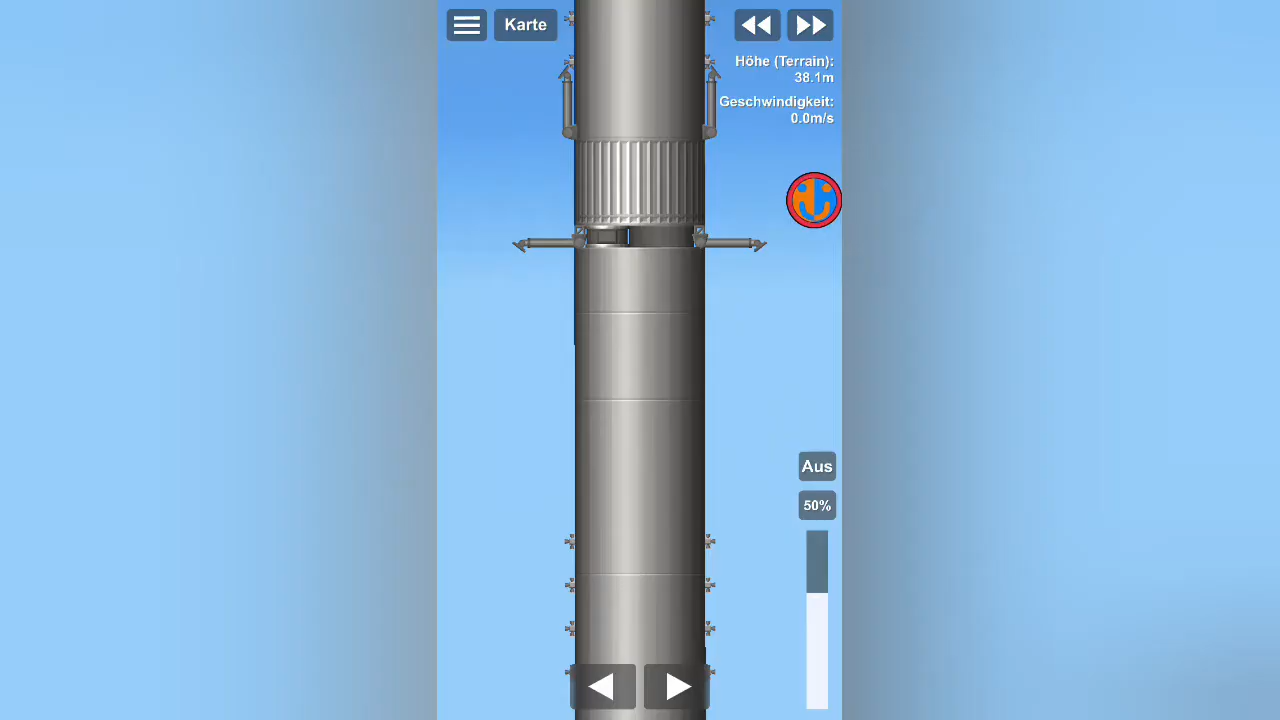 Karte
Höhe (Terrain):
38.1m
Geschwindigkeit:
0.0m/s
Aus
50%